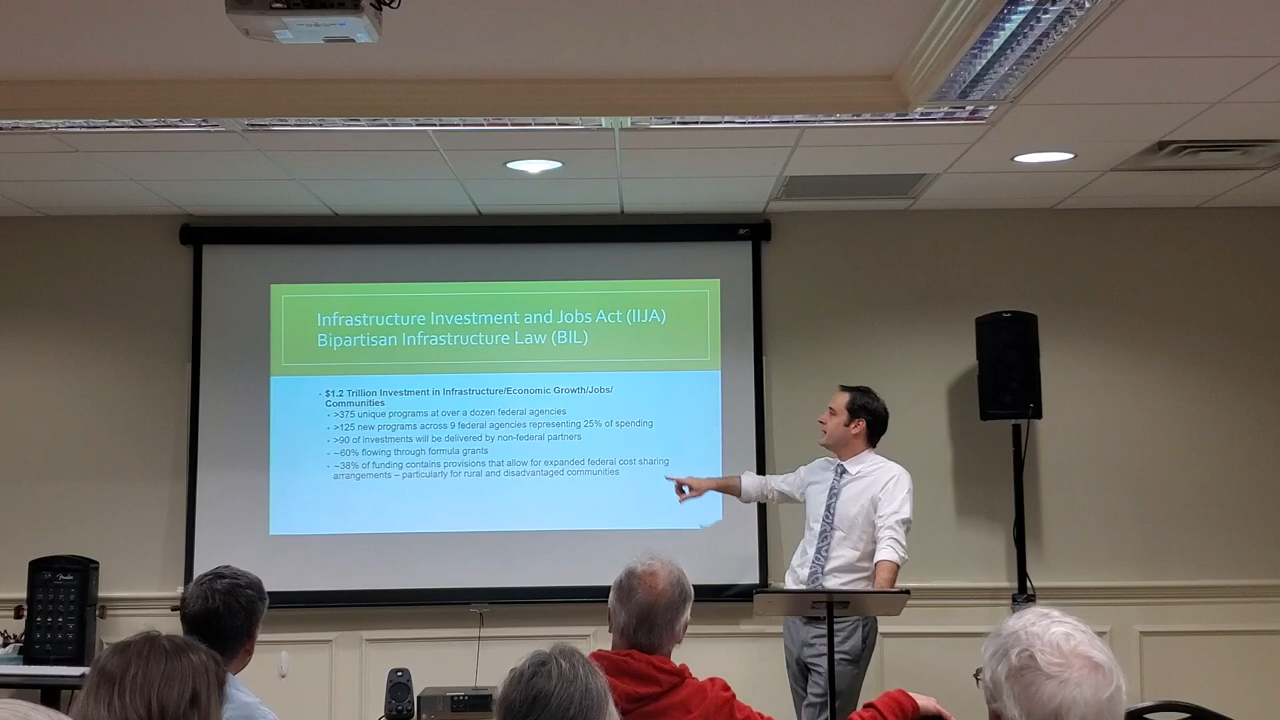 Infrastructure Investment and Jobs Act (IIJA)
Bipartisan Infrastructure Law (BIL)
$1.2 Trillion Investment in Infrastructure/Economic Growth/Jobs/
Communities
>375 unique programs at over a dozen federal agencies
>125 new programs across 9 federal agencies representing 25% of spending
>90 of investments will be delivered by non-federal partners
~60% flowing through formula grants
~38% of funding contains provisions that allow for expanded federal cost sharing
arrangements – particularly for rural and disadvantaged communities
Fender